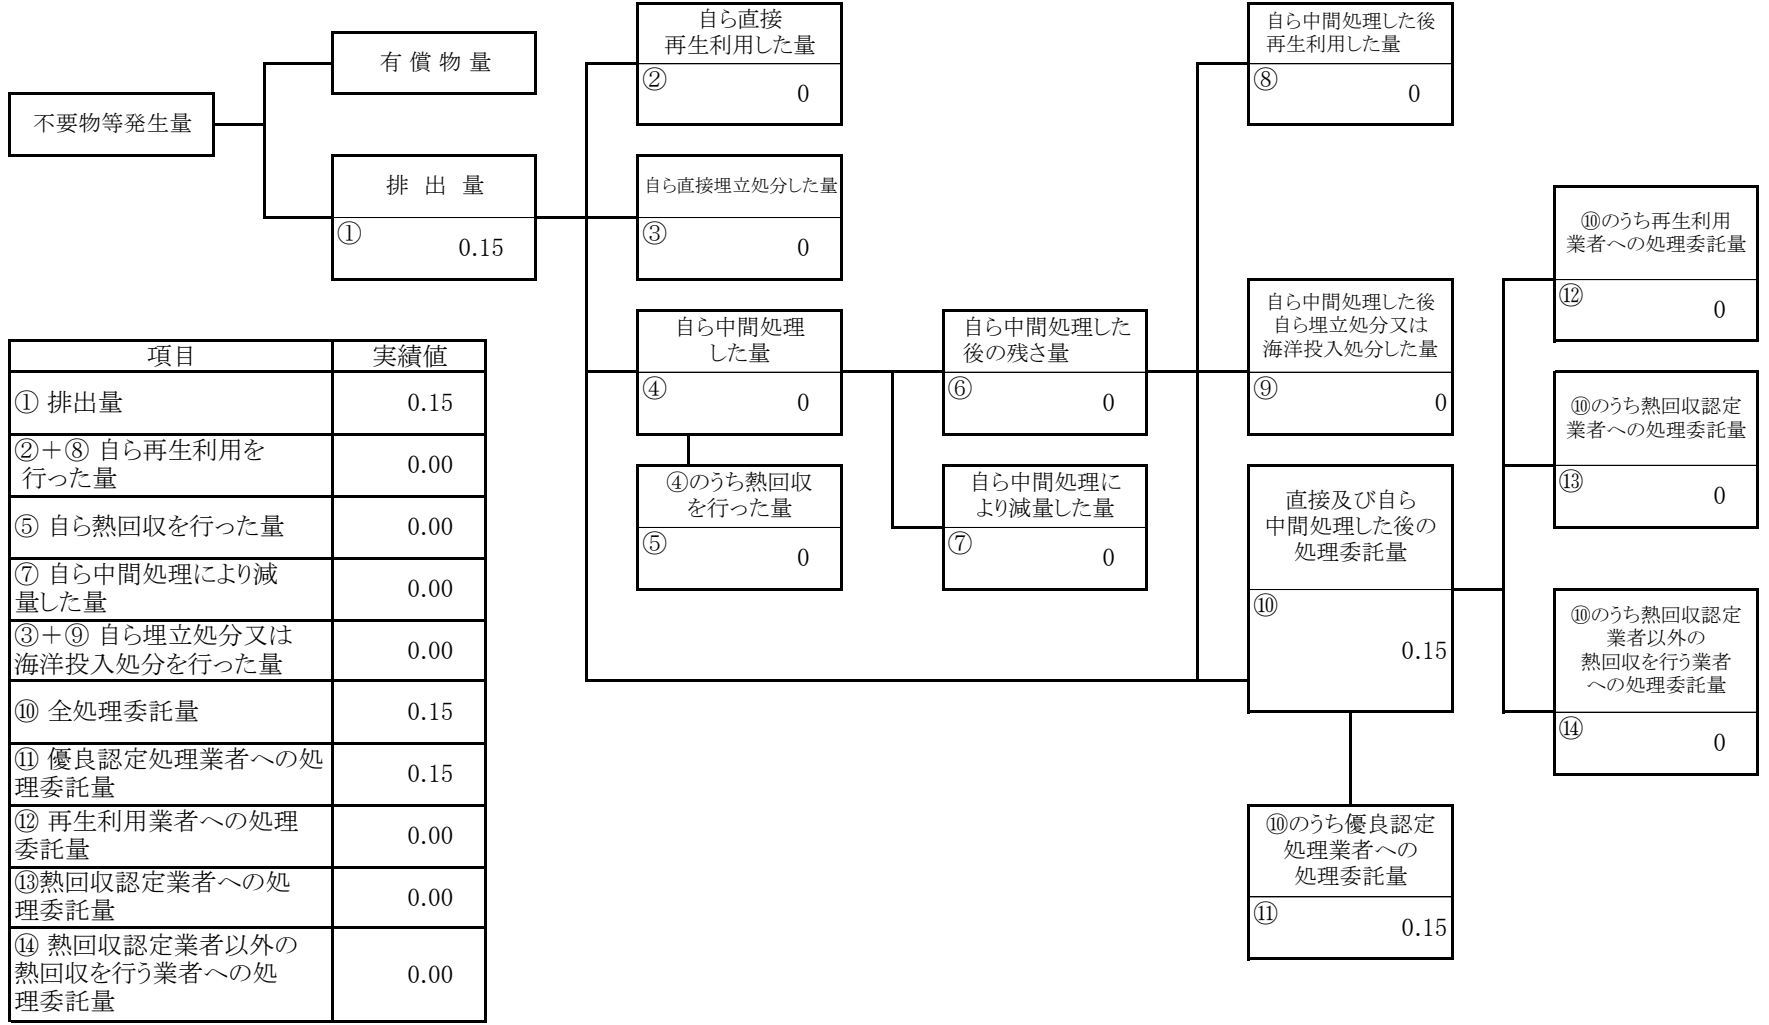 不要物等発生量
有 償 物 量
排 出 量
①
0.15
自ら直接
再生利用した量
②
0
自ら直接埋立処分した量
③
0
自ら中間処理
した量
④
0
④のうち熱回収
を行った量
⑤
0
自ら中間処理した
後の残さ量
⑥
0
自ら中間処理に
より減量した量
⑦
0
自ら中間処理した後
再生利用した量
⑧
0
自ら中間処理した後
自ら埋立処分又は
海洋投入処分した量
⑨
0
直接及び自ら
中間処理した後の
処理委託量
⑩
0.15
⑩のうち優良認定
処理業者への
処理委託量
⑪
0.15
⑩のうち再生利用
業者への処理委託量
⑫
0
⑩のうち熱回収認定
業者への処理委託量
⑬
0
⑩のうち熱回収認定
業者以外の
熱回収を行う業者
への処理委託量
⑭
0
項目 実績値
① 排出量 0.15
②＋⑧ 自ら再生利用を
行った量 0.00
⑤ 自ら熱回収を行った量 0.00
⑦ 自ら中間処理により減
量した量 0.00
③＋⑨ 自ら埋立処分又は
海洋投入処分を行った量 0.00
⑩ 全処理委託量 0.15
⑪ 優良認定処理業者への処
理委託量 0.15
⑫ 再生利用業者への処理
委託量 0.00
⑬熱回収認定業者への処
理委託量 0.00
⑭ 熱回収認定業者以外の
熱回収を行う業者への処
理委託量 0.00